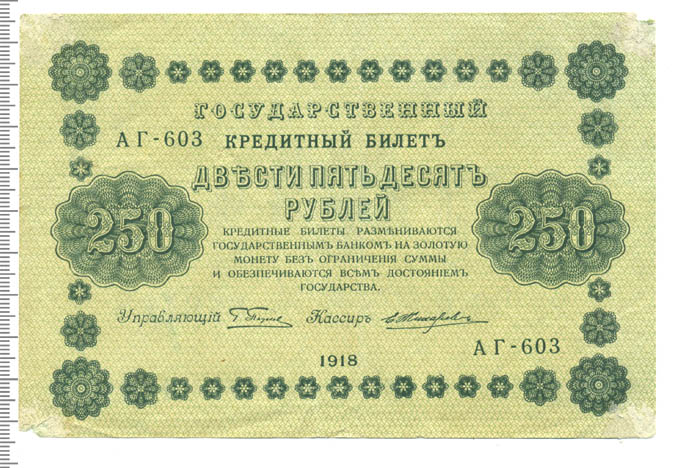 ГОСУДАРСТВЕННЫЙ
АГ-603 КРЕДИТНЫЙ БИЛЕТЪ
ДВѢСТИ ПЯТЬДЕСЯТЪ
РУБЛЕЙ
250
250
КРЕДИТНЫЕ БИЛЕТЫ РАЗМѢНИВАЮТСЯ
ГОСУДАРСТВЕННЫМЪ БАНКОМЪ НА ЗОЛОТУЮ
МОНЕТУ БЕЗЪ ОГРАНИЧЕНІЯ СУММЫ
И ОБЕЗПЕЧИВАЮТСЯ ВСѢМЪ ДОСТОЯНІЕМЪ
ГОСУДАРСТВА.
Управляющій Кассиръ
1918
АГ-603